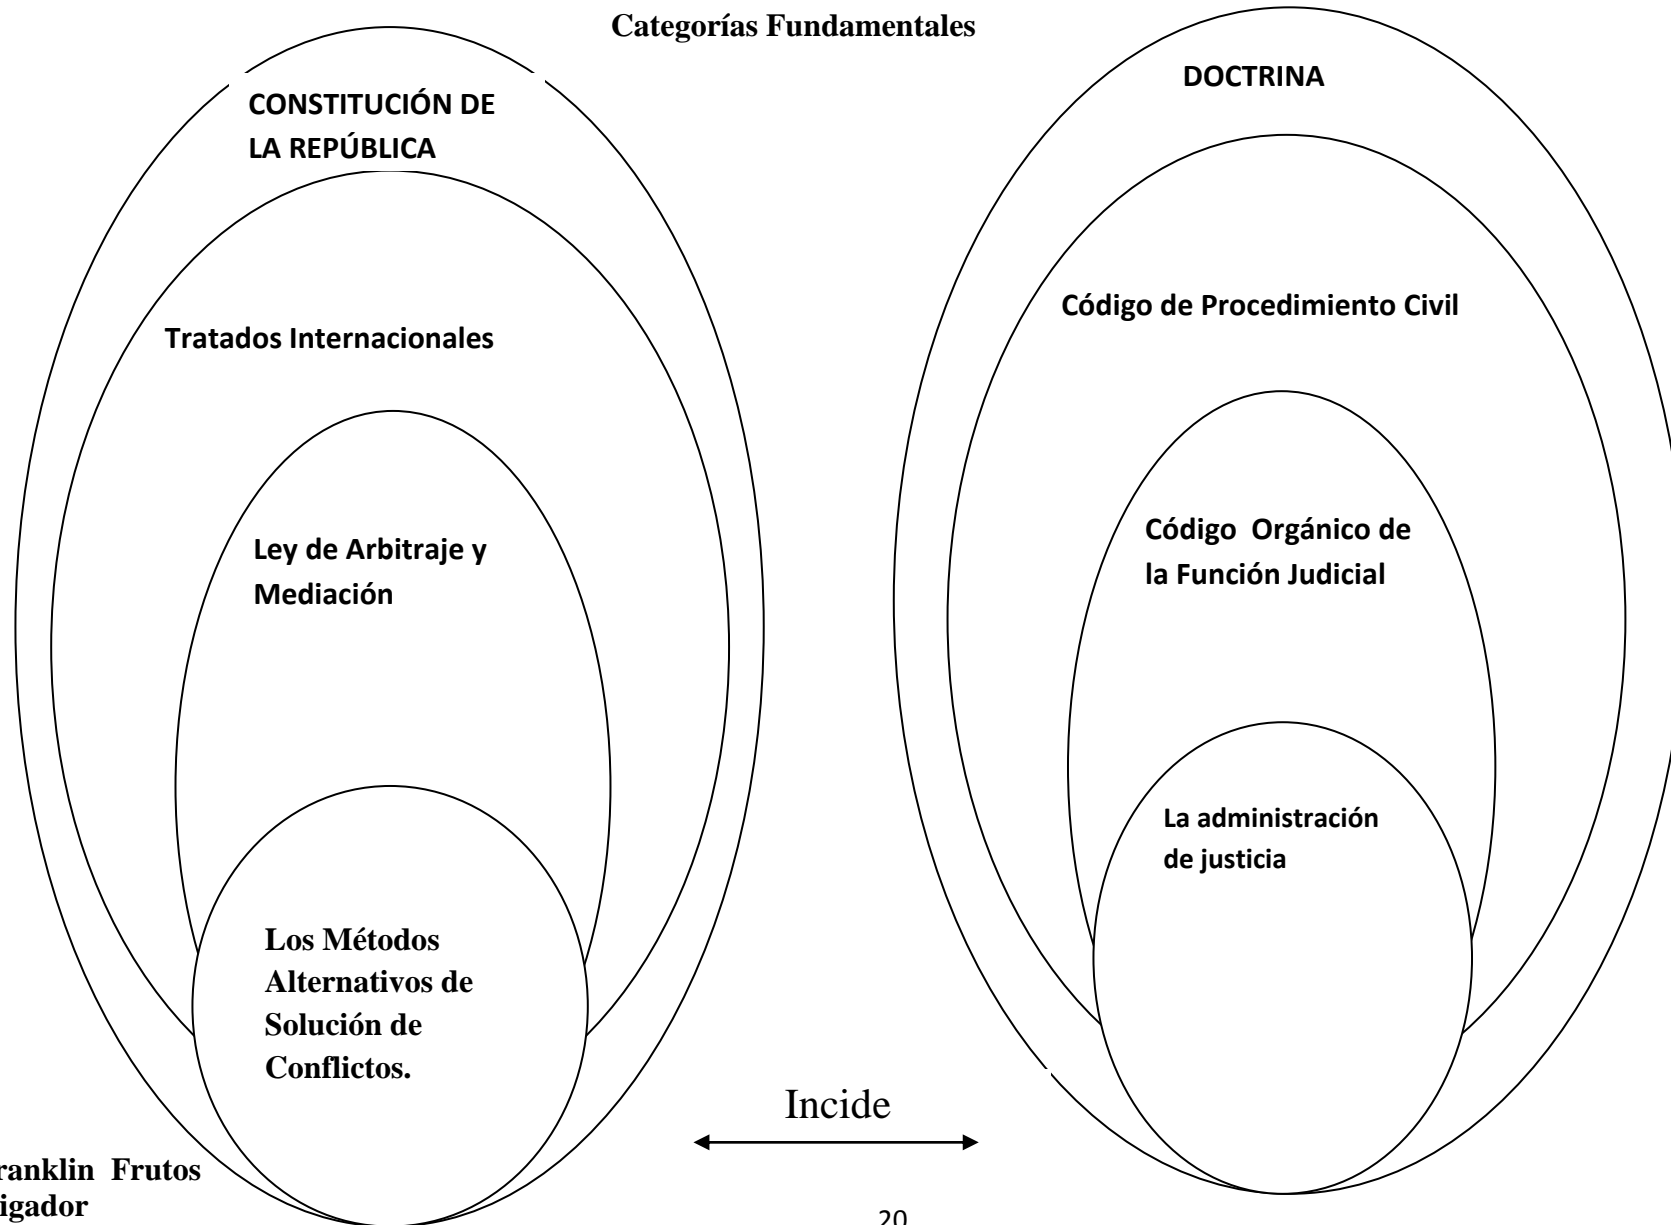 Categorías Fundamentales
CONSTITUCIÓN DE
LA REPÚBLICA
Tratados Internacionales
Ley de Arbitraje y
Mediación
Los Métodos
Alternativos de
Solución de
Conflictos.
DOCTRINA
Código de Procedimiento Civil
Código Orgánico de
la Función Judicial
La administración
de justicia
Incide
ranklin Frutos
igador
20